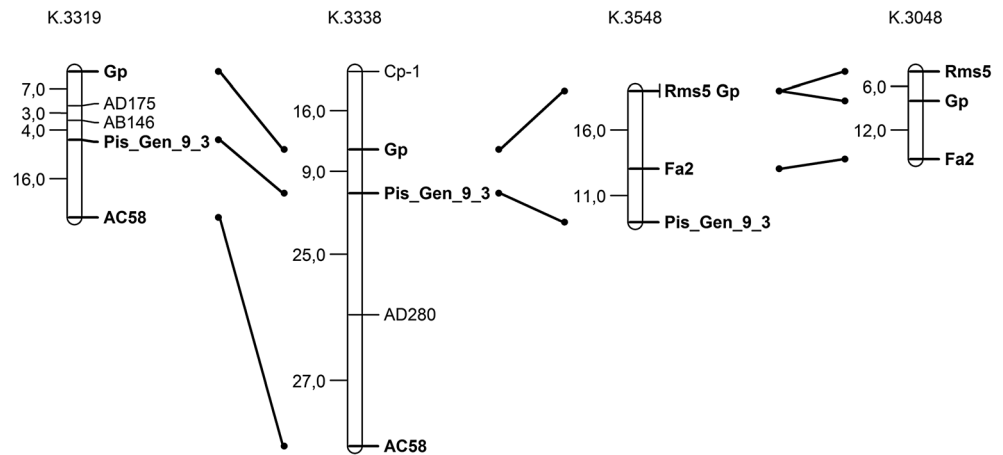 K.3319 K.3338 K.3548 K.3048
Gp
7,0
AD175
3,0
AB146
4,0
Pis_Gen_9_3
16,0
AC58
Cp-1
16,0
Gp
9,0
Pis_Gen_9_3
25,0
AD280
27,0
AC58
Rms5 Gp
16,0
Fa2
11,0
Pis_Gen_9_3
Rms5
6,0
Gp
12,0
Fa2